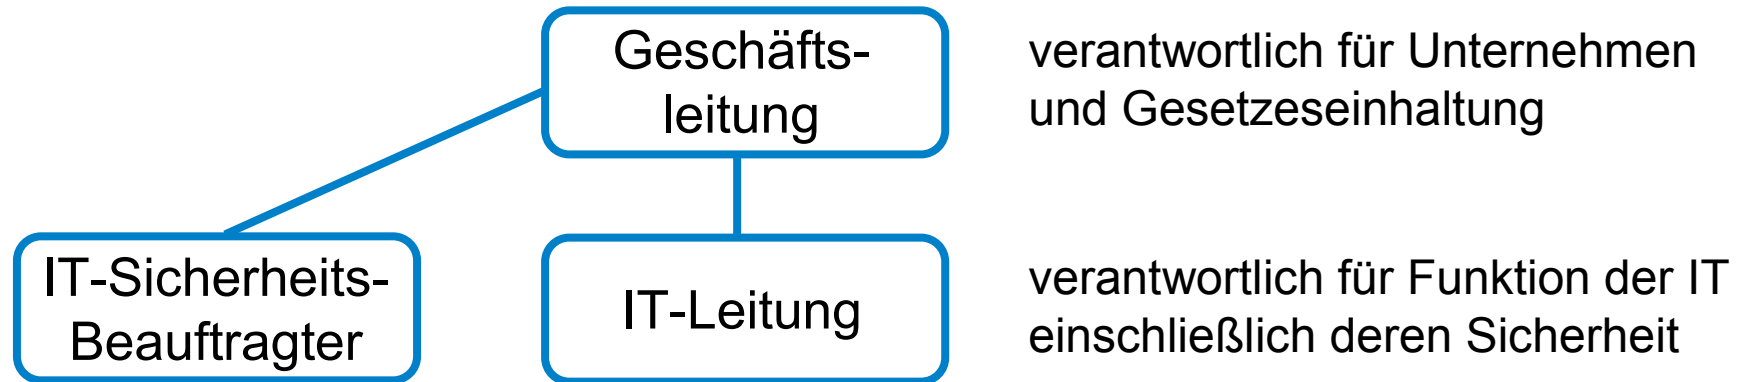 Geschäfts-
leitung
verantwortlich für Unternehmen
und Gesetzeseinhaltung
IT-Sicherheits-
Beauftragter
IT-Leitung
verantwortlich für Funktion der IT
einschließlich deren Sicherheit